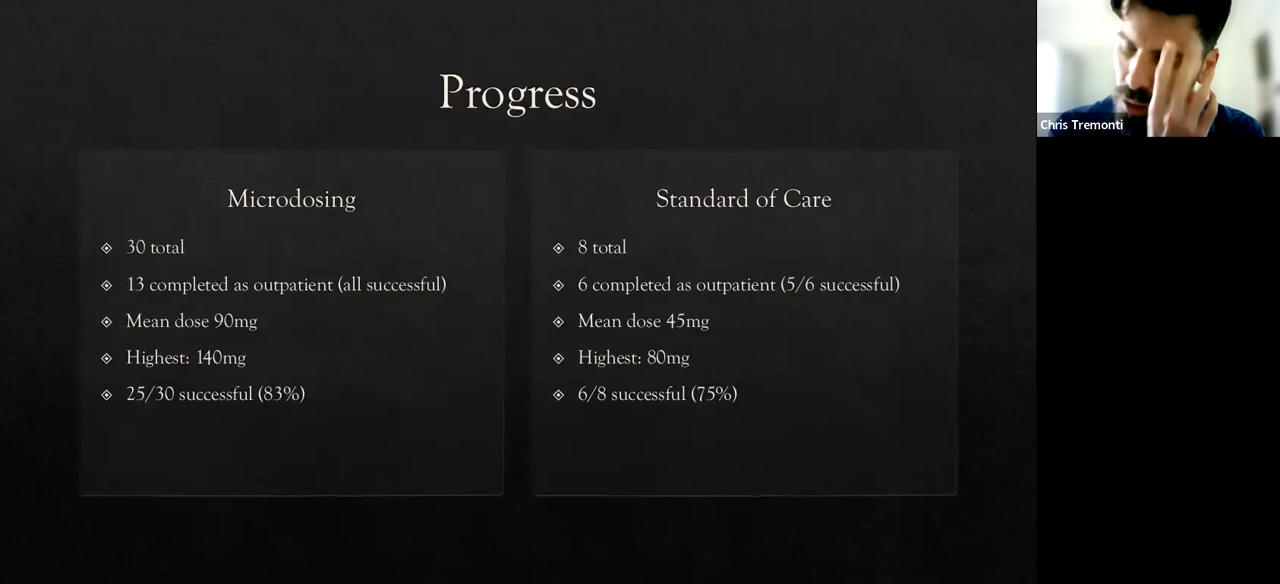 Progress
Microdosing
30 total
13 completed as outpatient (all successful)
Mean dose 90mg
Highest: 140mg
25/30 successful (83%)
Standard of Care
8 total
6 completed as outpatient (5/6 successful)
Mean dose 45mg
Highest: 80mg
6/8 successful (75%)
Chris Tremonti